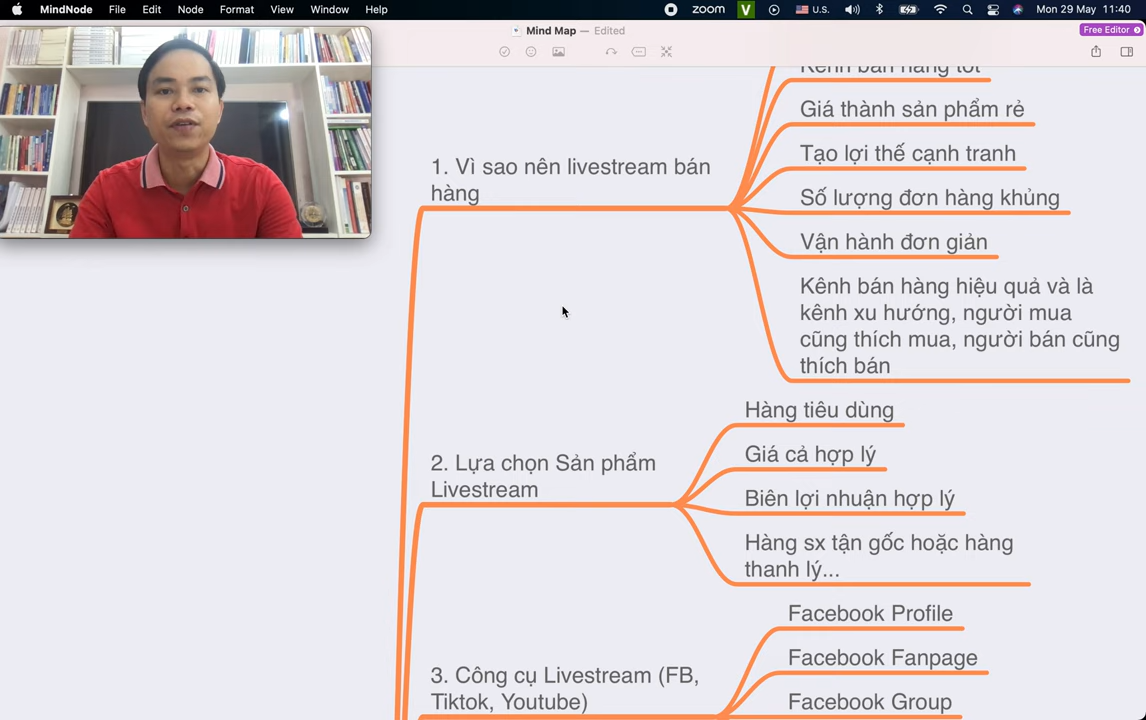 MindNode File Edit Node Format View Window Help zoom V U.S. Mon 29 May 11:40
Mind Map — Edited
Free Editor
Kênh bán hàng tốt
Giá thành sản phẩm rẻ
1. Vì sao nên livestream bán
hàng
Tạo lợi thế cạnh tranh
Số lượng đơn hàng khủng
Vận hành đơn giản
Kênh bán hàng hiệu quả và là
kênh xu hướng, người mua
cũng thích mua, người bán cũng
thích bán
2. Lựa chọn Sản phẩm
Livestream
Hàng tiêu dùng
Giá cả hợp lý
Biên lợi nhuận hợp lý
Hàng sx tận gốc hoặc hàng
thanh lý...
3. Công cụ Livestream (FB,
Tiktok, Youtube)
Facebook Profile
Facebook Fanpage
Facebook Group